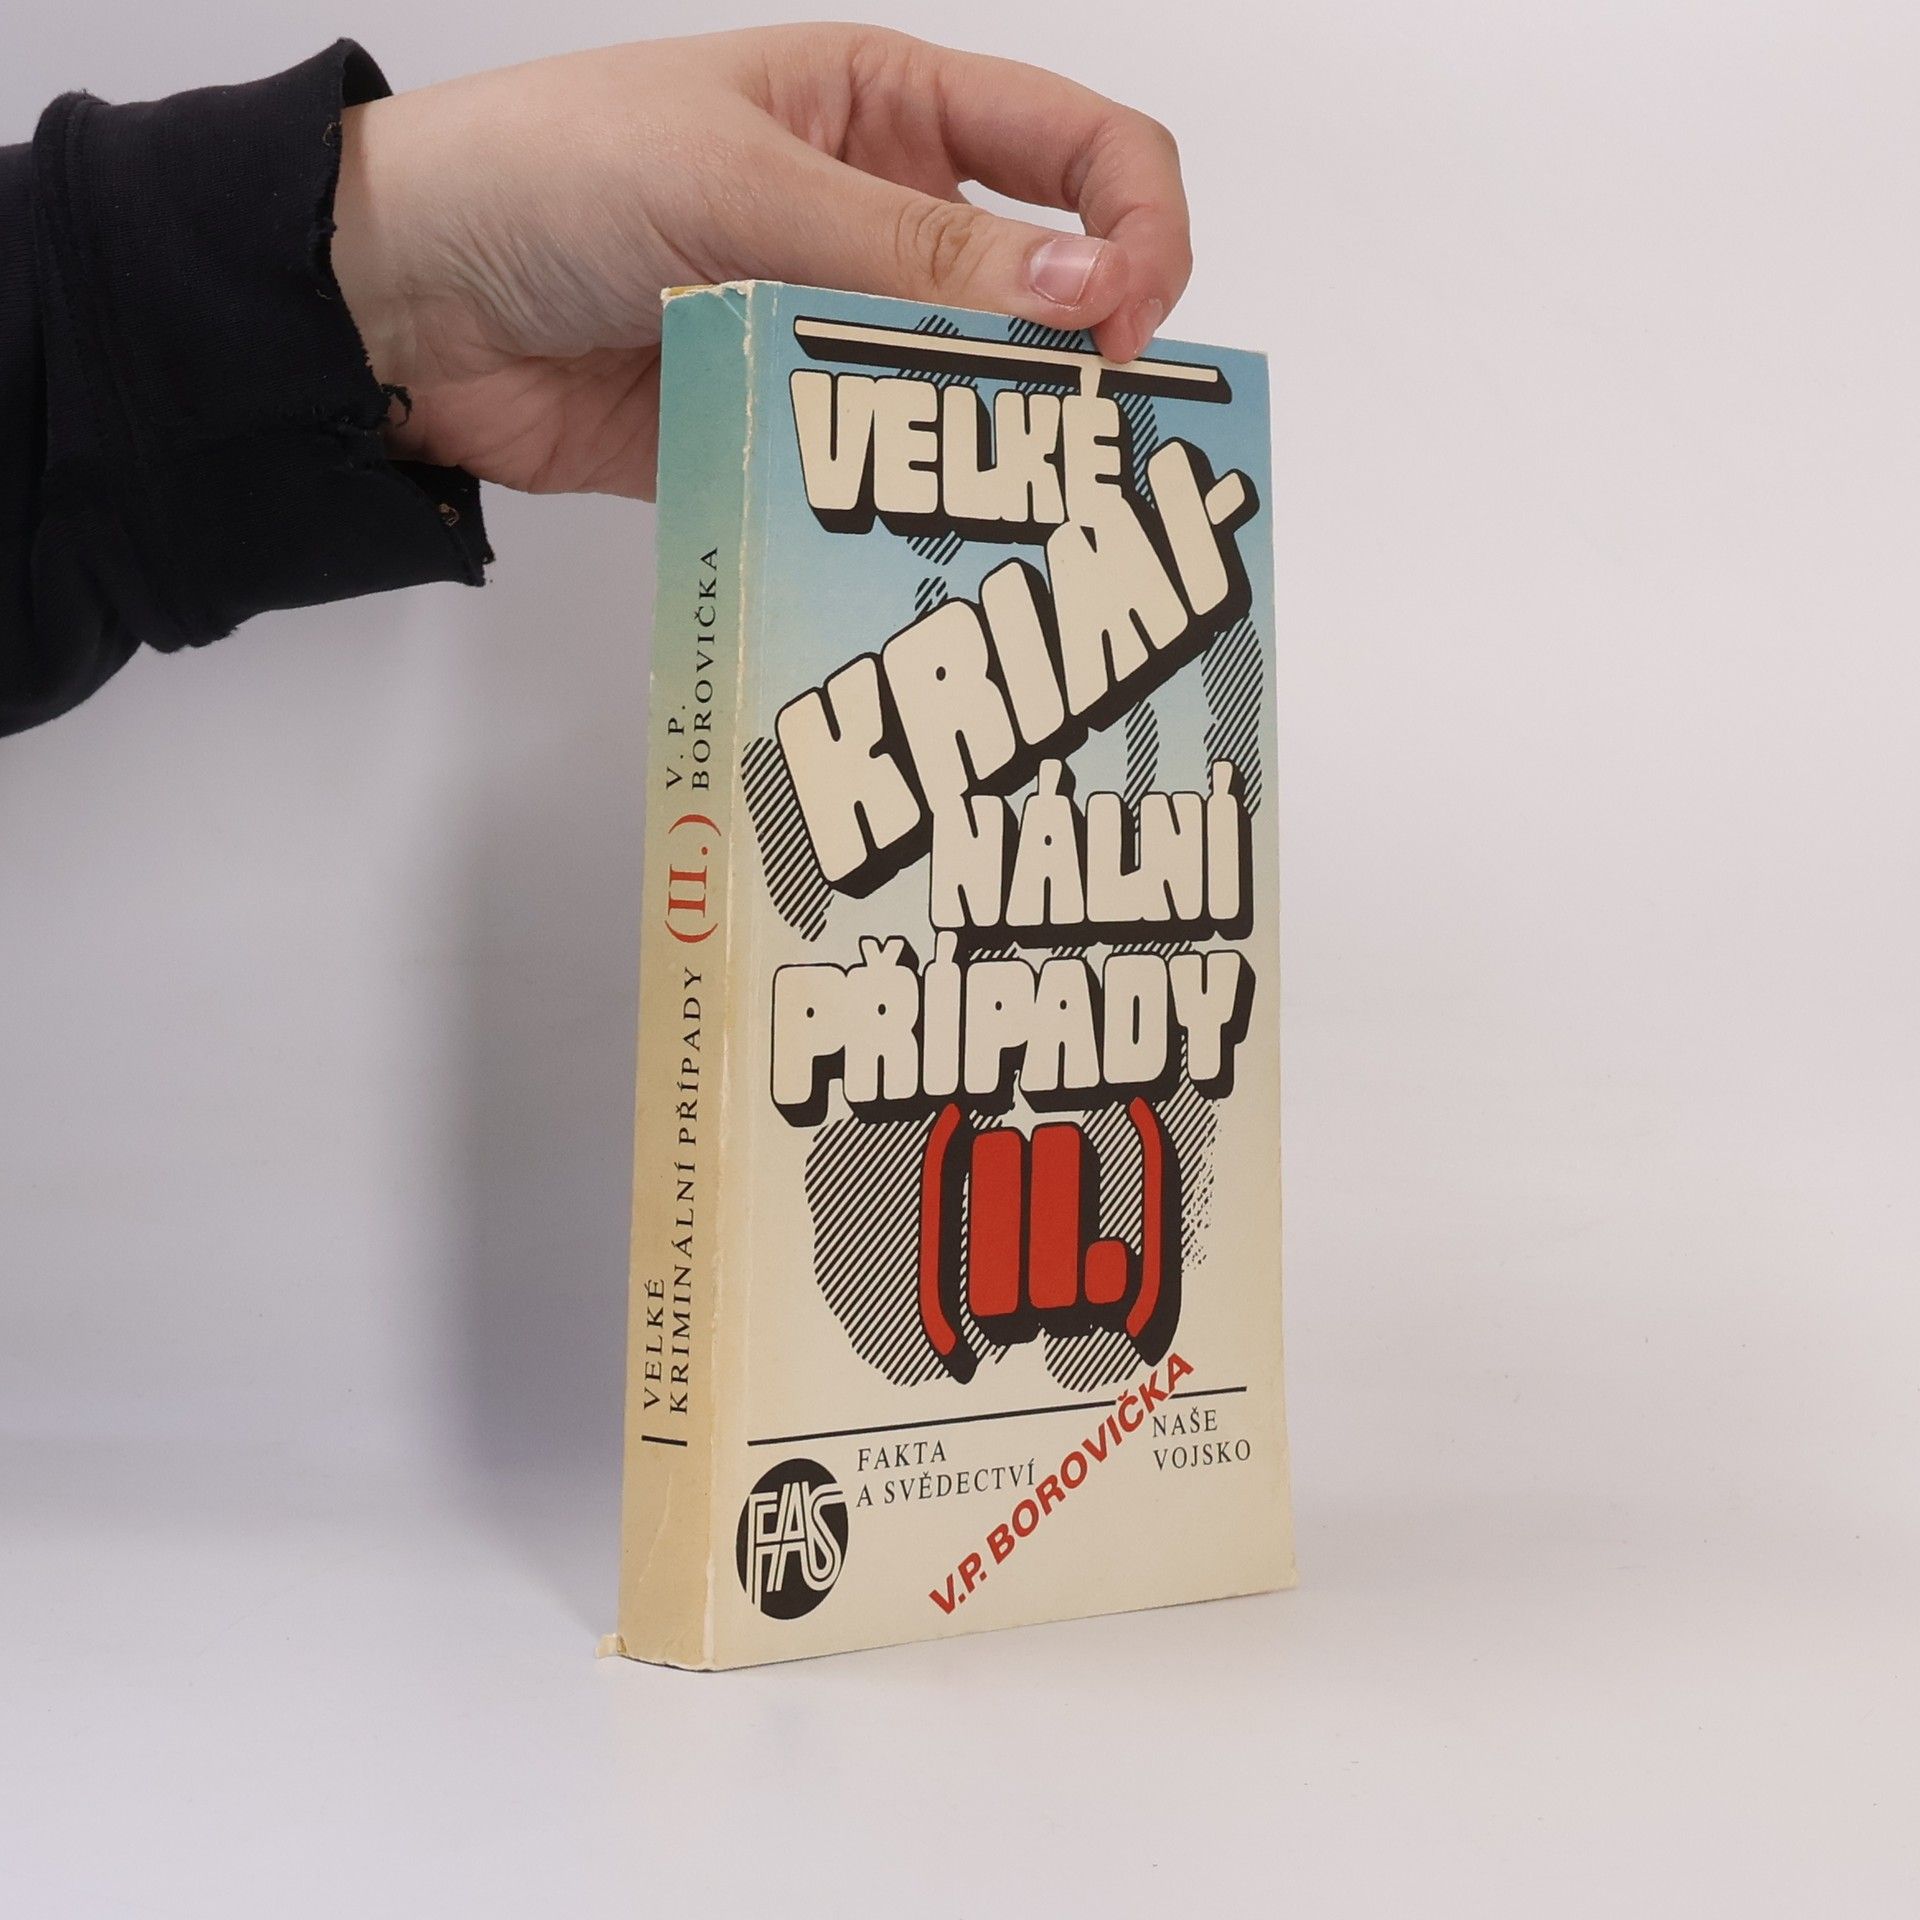 VELKÉ
KRIMI-
NÁLNÍ
PŘÍPADY
(II.)
V.P. BOROVIČKA
FAKTA
A SVĚDECTVÍ
NAŠE
VOJSKO
FAS
VELKÉ
KRIMINÁLNÍ PŘÍPADY (II.)
V. P.
BOROVIČKA